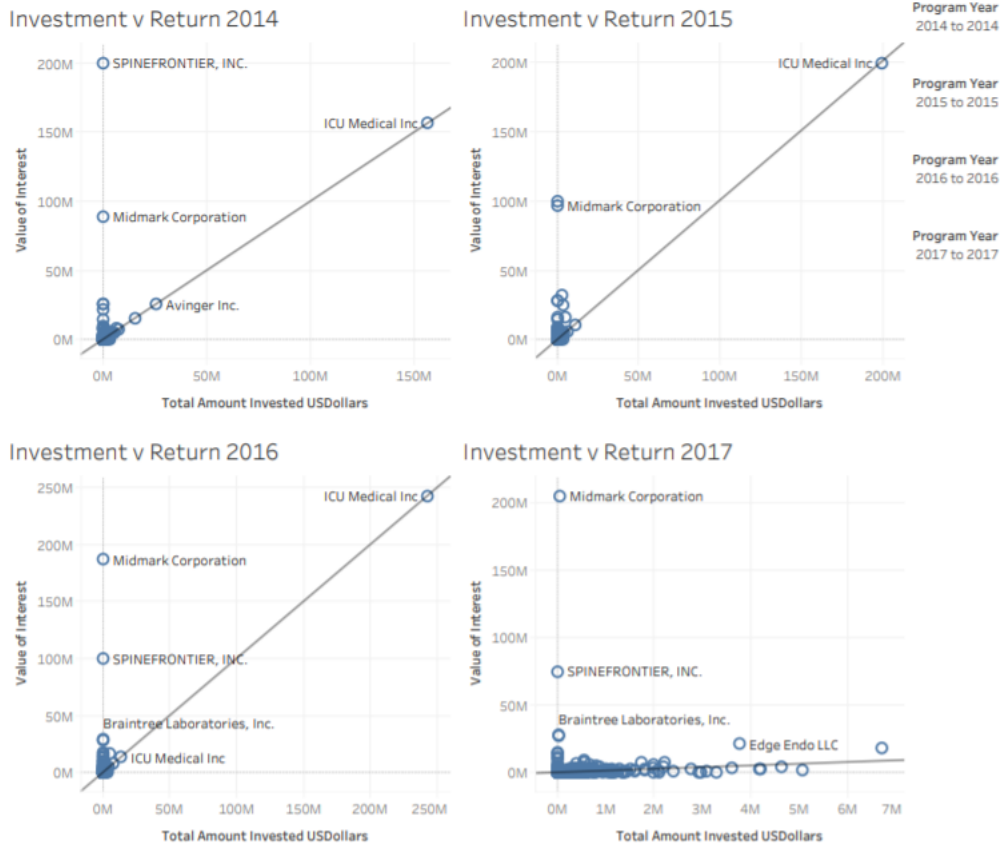 Investment v Return 2014
200M
150M
100M
50M
0M
Value of Interest
SPINEFRONTIER, INC.
ICU Medical Inc
Midmark Corporation
Avinger Inc.
0M 50M 100M 150M
Total Amount Invested USDollars
Investment v Return 2015
200M
150M
100M
50M
0M
Value of Interest
ICU Medical Inc
Midmark Corporation
0M 50M 100M 150M 200M
Total Amount Invested USDollars
Program Year
2014 to 2014
Program Year
2015 to 2015
Program Year
2016 to 2016
Program Year
2017 to 2017
Investment v Return 2016
250M
200M
150M
100M
50M
0M
Value of Interest
ICU Medical Inc
Midmark Corporation
SPINEFRONTIER, INC.
Braintree Laboratories, Inc.
ICU Medical Inc
0M 50M 100M 150M 200M 250M
Total Amount Invested USDollars
Investment v Return 2017
200M
150M
100M
50M
0M
Value of Interest
Midmark Corporation
SPINEFRONTIER, INC.
Braintree Laboratories, Inc.
Edge Endo LLC
0M 1M 2M 3M 4M 5M 6M 7M
Total Amount Invested USDollars